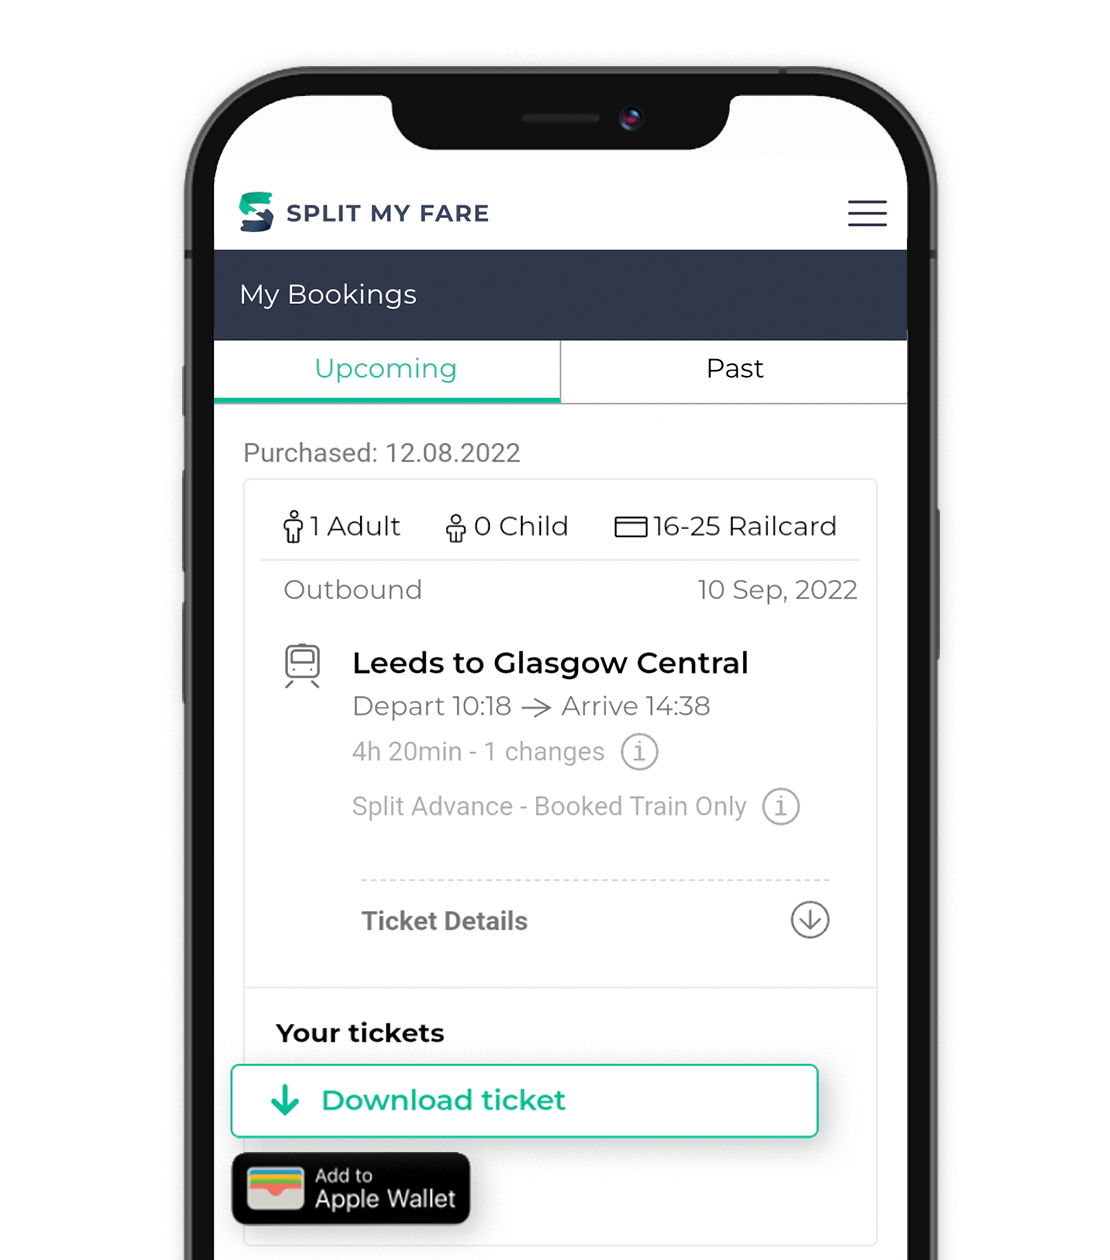 SPLIT MY FARE
My Bookings
Upcoming Past
Purchased: 12.08.2022
1 Adult 0 Child 16-25 Railcard
Outbound 10 Sep, 2022
Leeds to Glasgow Central
Depart 10:18 → Arrive 14:38
4h 20min - 1 changes i
Split Advance - Booked Train Only i
Ticket Details
Your tickets
Download ticket
Add to
Apple Wallet